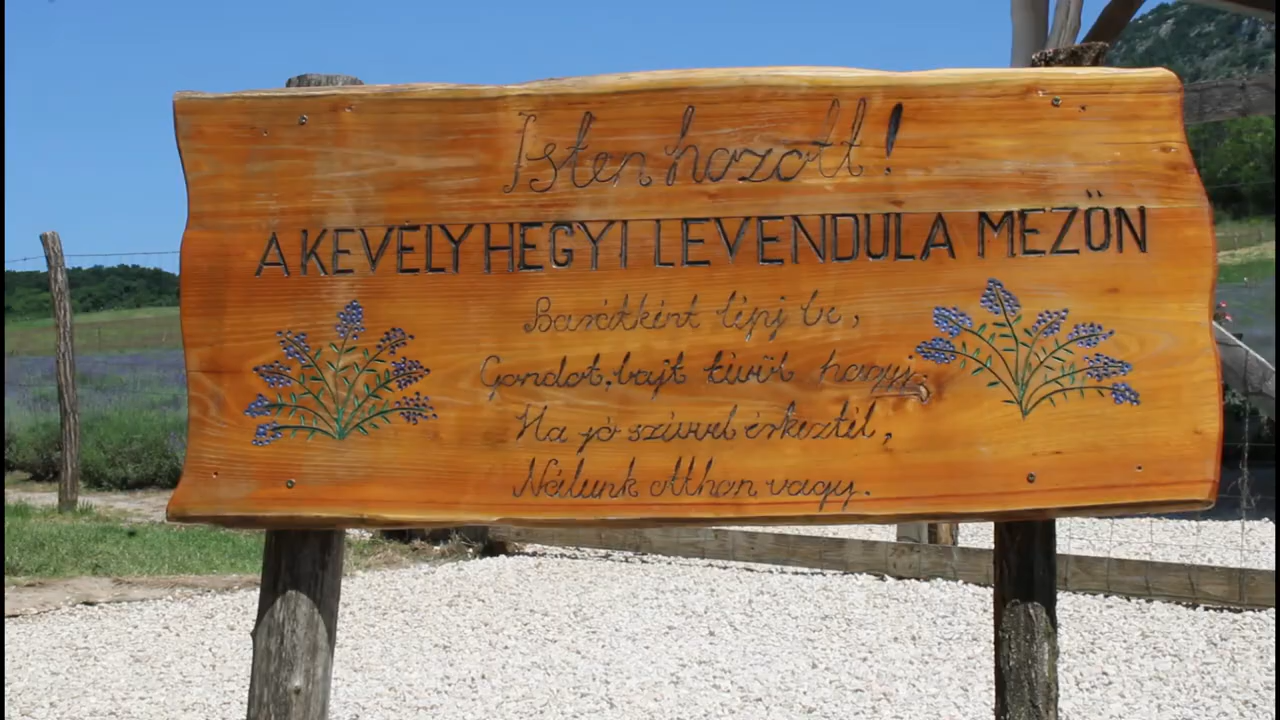 Isten hozott!
A KEVÉLYHEGYI LEVENDULA MEZŐN
Barátként lépj be,
Gondot, bajt kívül hagyj.
Ha jó szívvel érkeztél,
Nálunk otthon vagy.